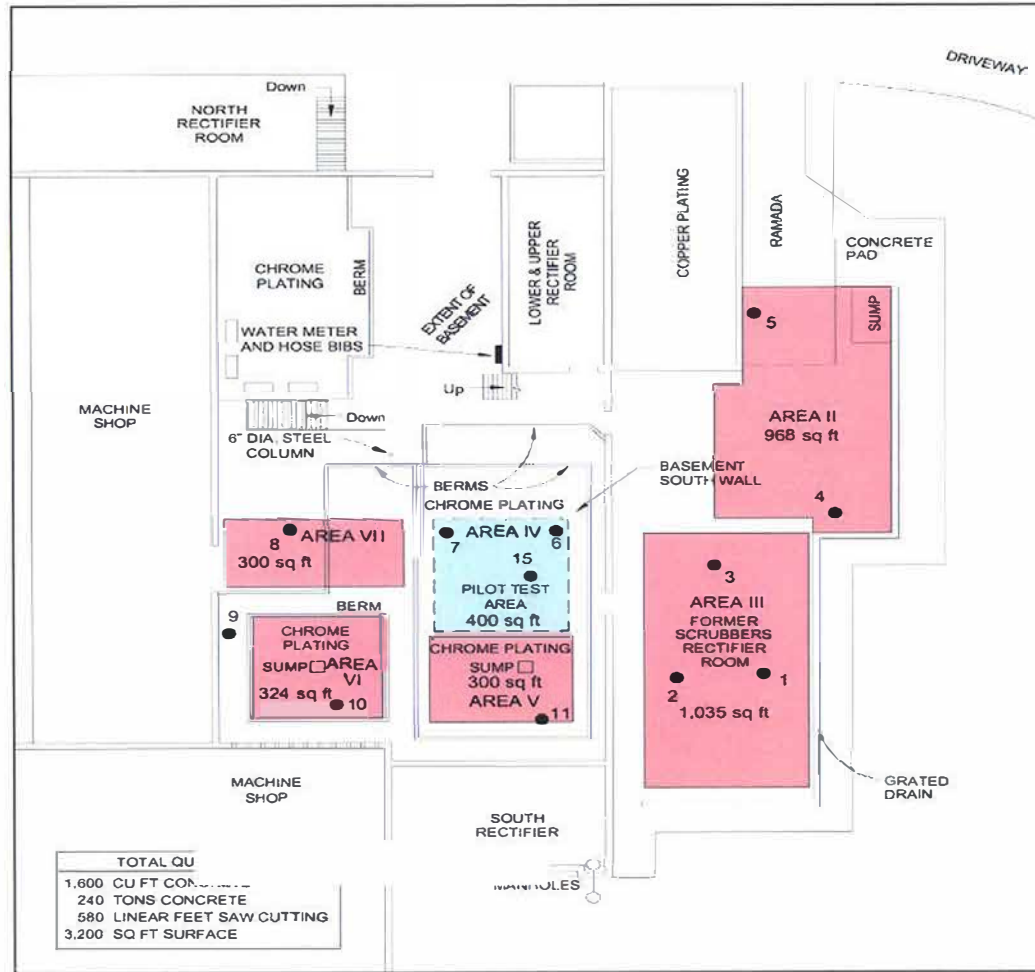 DRIVEWAY
Down
NORTH
RECTIFIER
ROOM
CHROME
PLATING
BERM
LOWER & UPPER
RECTIFIER
ROOM
COPPER PLATING
RAMADA
CONCRETE
PAD
EXTENT OF
BASEMENT
WATER METER
AND HOSE BIBS
5
SUMP
Up
MACHINE
SHOP
Down
AREA II
968 sq ft
6" DIA. STEEL
COLUMN
BASEMENT
SOUTH WALL
BERMS
CHROME PLATING
4
8
AREA VII
300 sq ft
7
AREA IV
6
15
PILOT TEST
AREA
400 sq ft
3
AREA III
FORMER
SCRUBBERS
RECTIFIER
ROOM
2
1
1,035 sq ft
BERM
9
CHROME
PLATING
SUMP
AREA
VI
324 sq ft
10
CHROME PLATING
SUMP
300 sq ft
AREA V
11
GRATED
DRAIN
MACHINE
SHOP
SOUTH
RECTIFIER
MANHOLES
TOTAL
1,600 CU FT
240 TONS CONCRETE
580 LINEAR FEET SAW CUTTING
3,200 SQ FT SURFACE